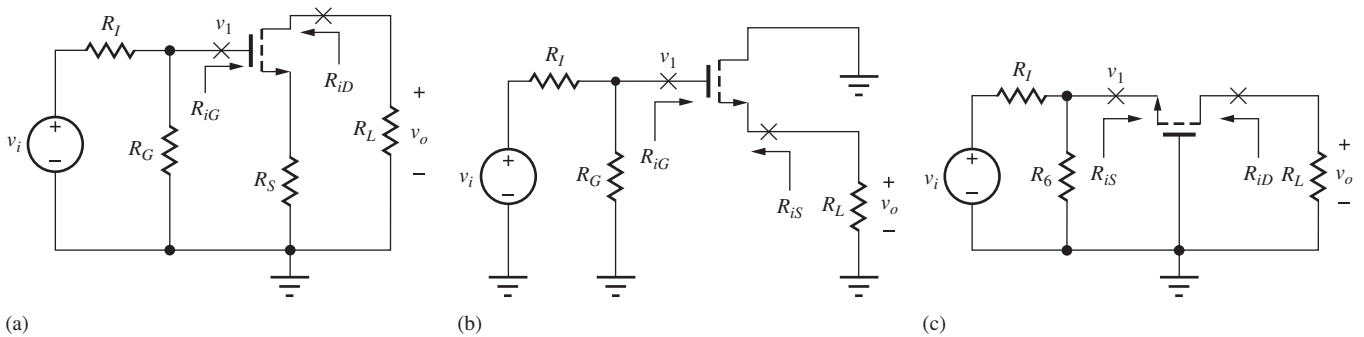 R_I
v_1
R_iG
R_iD
v_i
+
−
R_G
R_S
R_L
+
v_o
−
(a)
R_I
v_1
R_iG
v_i
+
−
R_G
R_iS
R_L
+
v_o
−
(b)
R_I
v_1
R_iS
v_i
+
−
R_6
R_iD
R_L
+
v_o
−
(c)